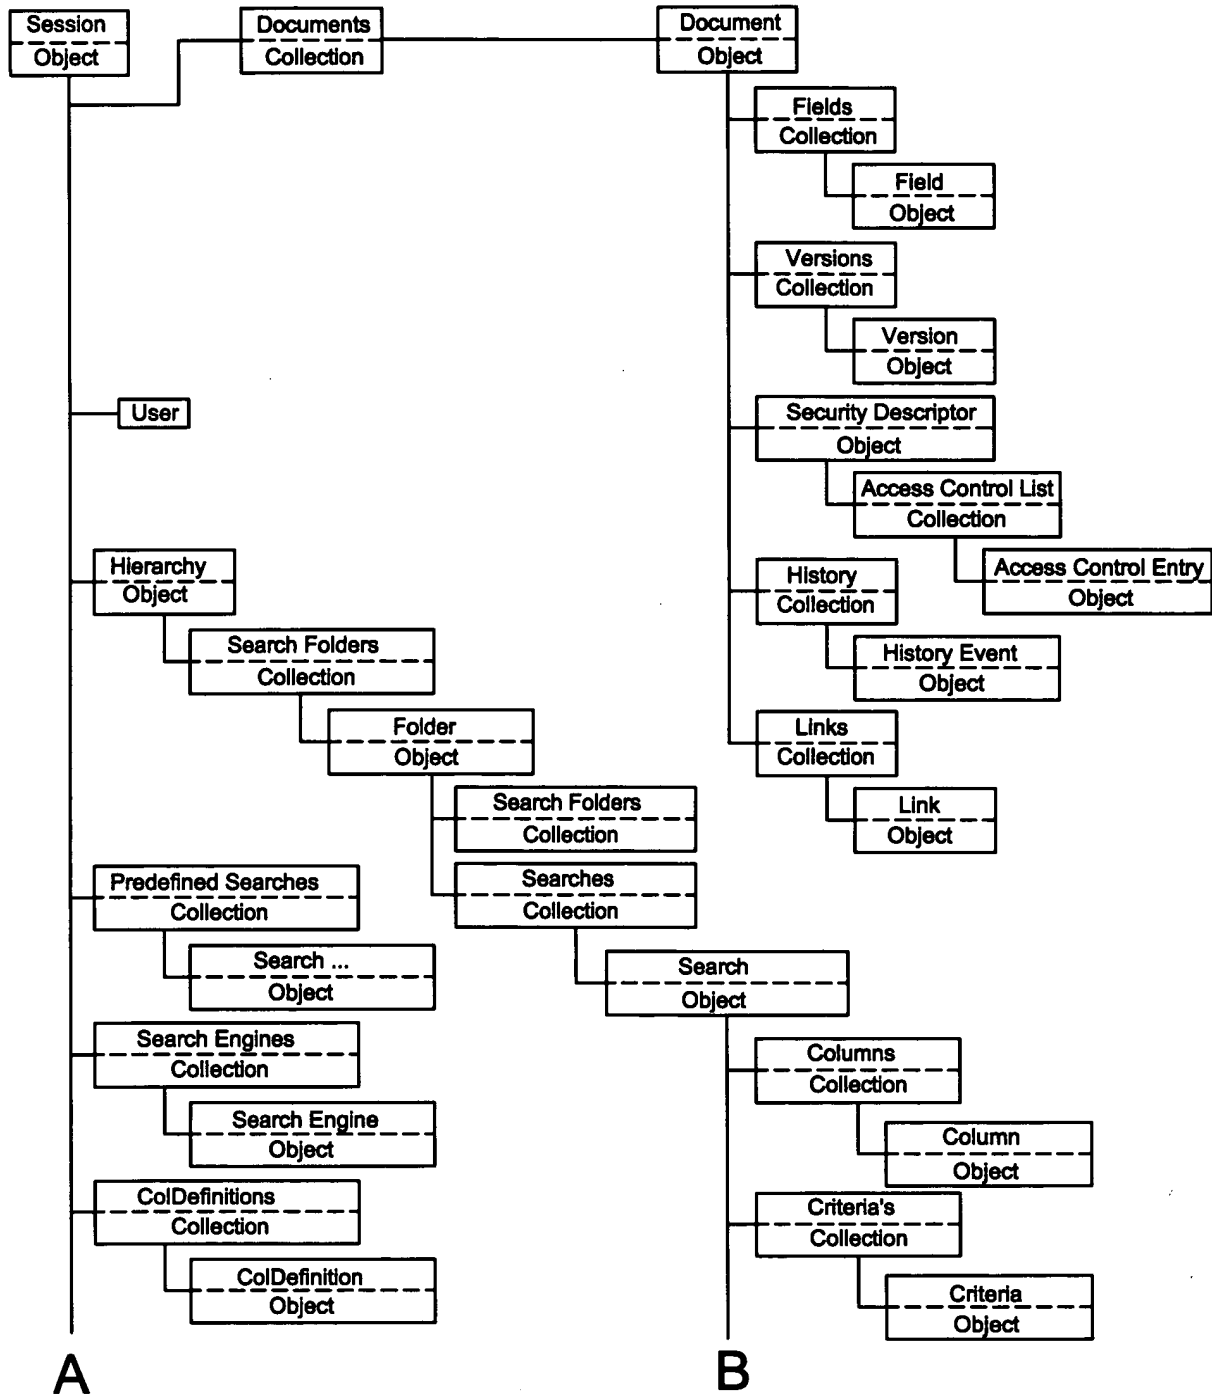 Session
Object
Documents
Collection
Document
Object
Fields
Collection
Field
Object
Versions
Collection
Version
Object
Security Descriptor
Object
Access Control List
Collection
Access Control Entry
Object
History
Collection
History Event
Object
Links
Collection
Link
Object
User
Hierarchy
Object
Search Folders
Collection
Folder
Object
Search Folders
Collection
Searches
Collection
Search
Object
Columns
Collection
Column
Object
Criteria's
Collection
Criteria
Object
Predefined Searches
Collection
Search ...
Object
Search Engines
Collection
Search Engine
Object
ColDefinitions
Collection
ColDefinition
Object
A
B